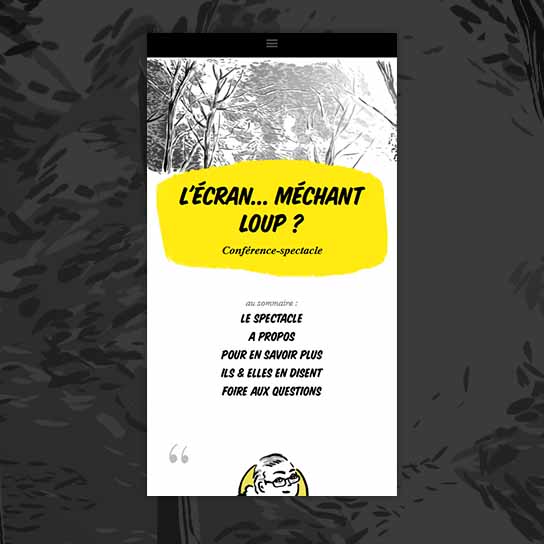 L'ÉCRAN... MÉCHANT
LOUP ?
Conférence-spectacle
au sommaire :
LE SPECTACLE
A PROPOS
POUR EN SAVOIR PLUS
ILS & ELLES EN DISENT
FOIRE AUX QUESTIONS
“